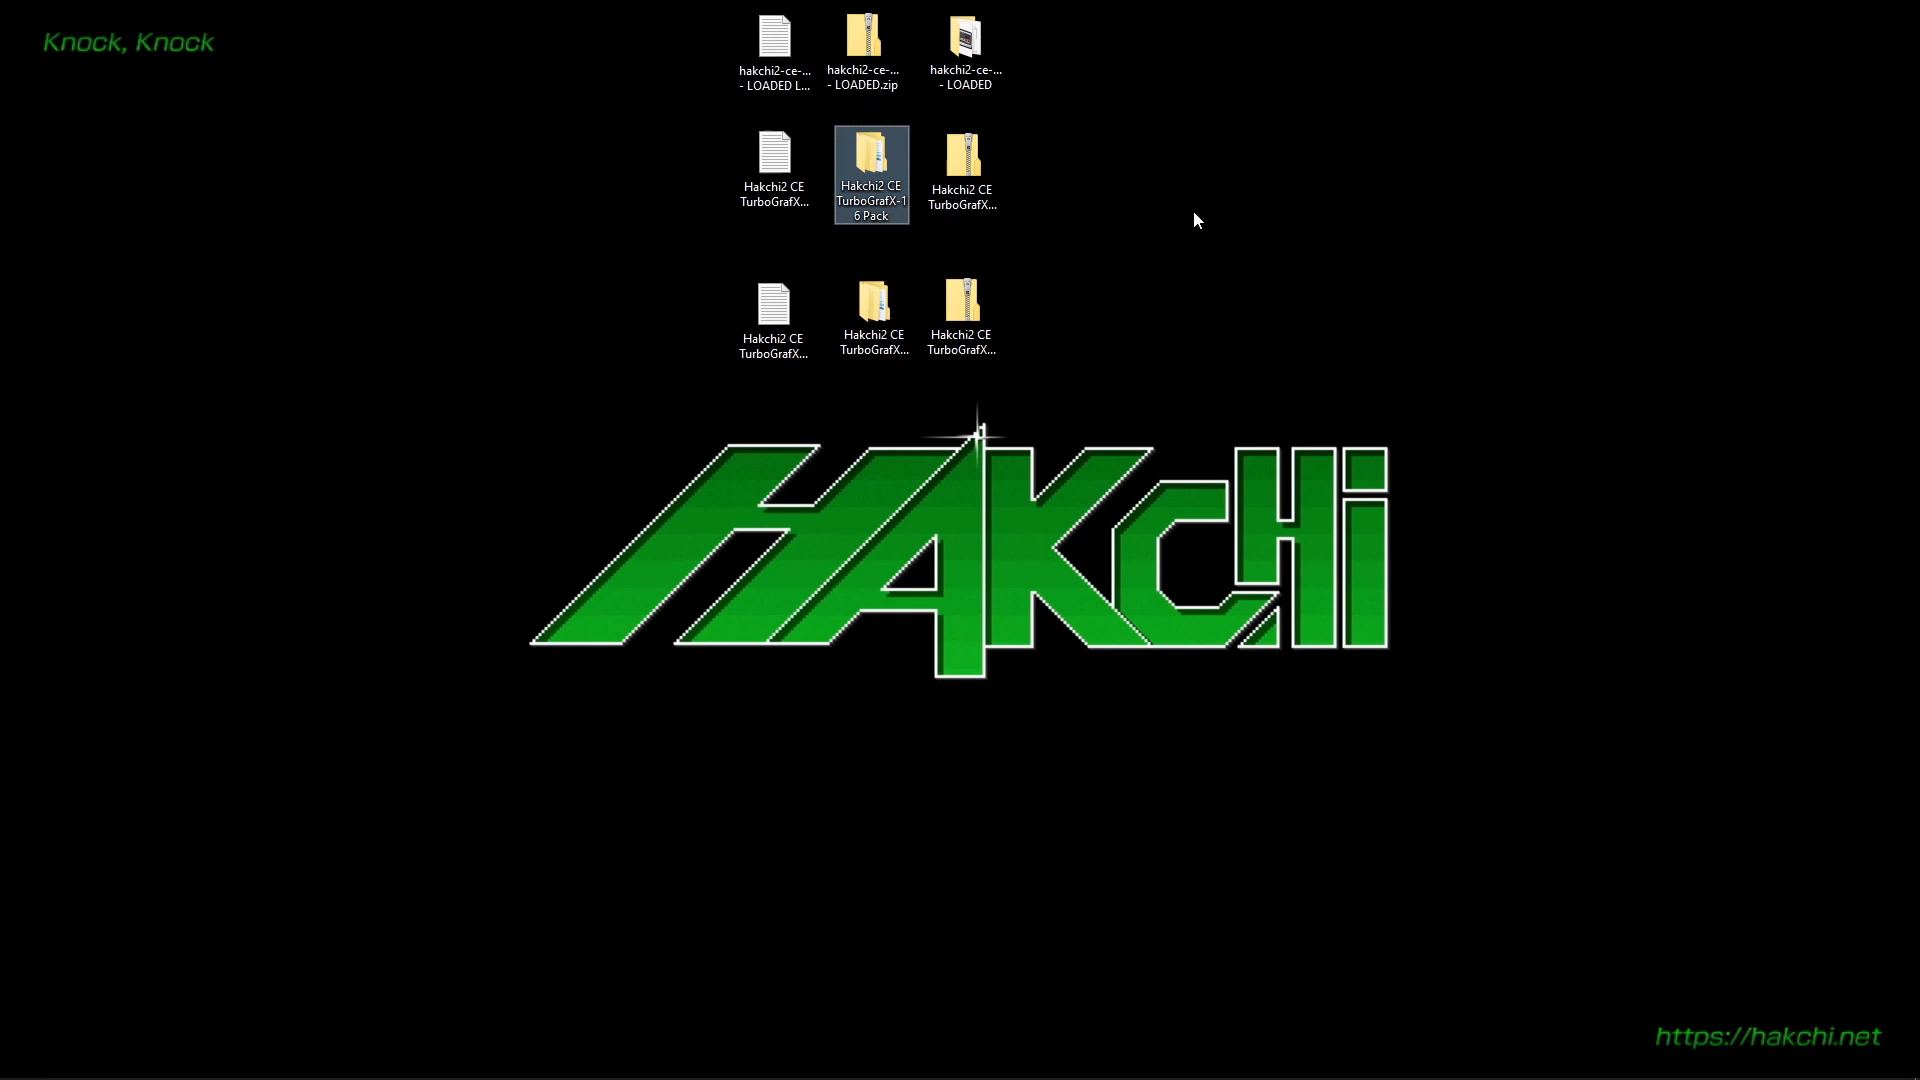 Knock, Knock
hakchi2-ce-...
- LOADED L...
hakchi2-ce-...
- LOADED.zip
hakchi2-ce-...
- LOADED
Hakchi2 CE
TurboGrafX...
Hakchi2 CE
TurboGrafX-1
6 Pack
Hakchi2 CE
TurboGrafX...
Hakchi2 CE
TurboGrafX...
Hakchi2 CE
TurboGrafX...
Hakchi2 CE
TurboGrafX...
HAKCHi
https://hakchi.net